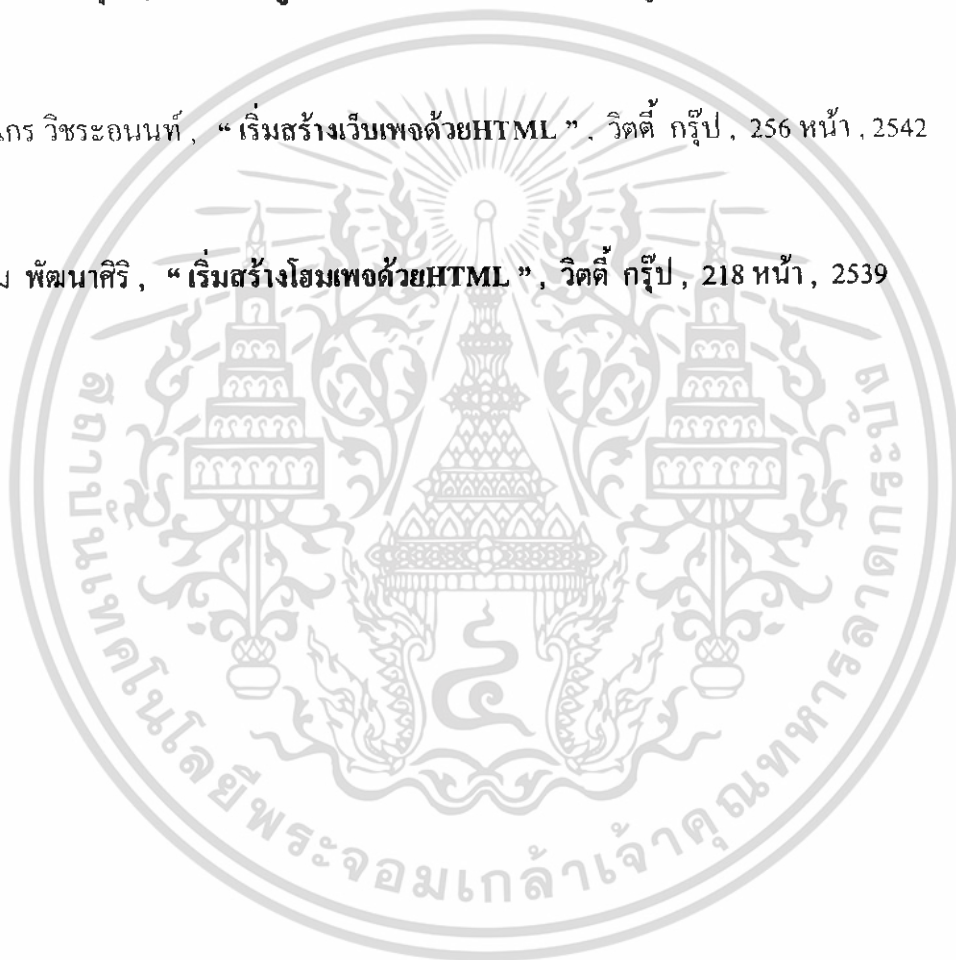 วิชระอนนท์ , “ เริ่มสร้างเว็บเพจด้วยHTML ” , วิตตี้ กรุ๊ป , 256 หน้า , 2542
พัฒนาศิริ , “ เริ่มสร้างโฮมเพจด้วยHTML ” , วิตตี้ กรุ๊ป , 218 หน้า , 2539
สถาบันเทคโนโลยีพระจอมเกล้าเจ้าคุณทหารลาดกระบัง